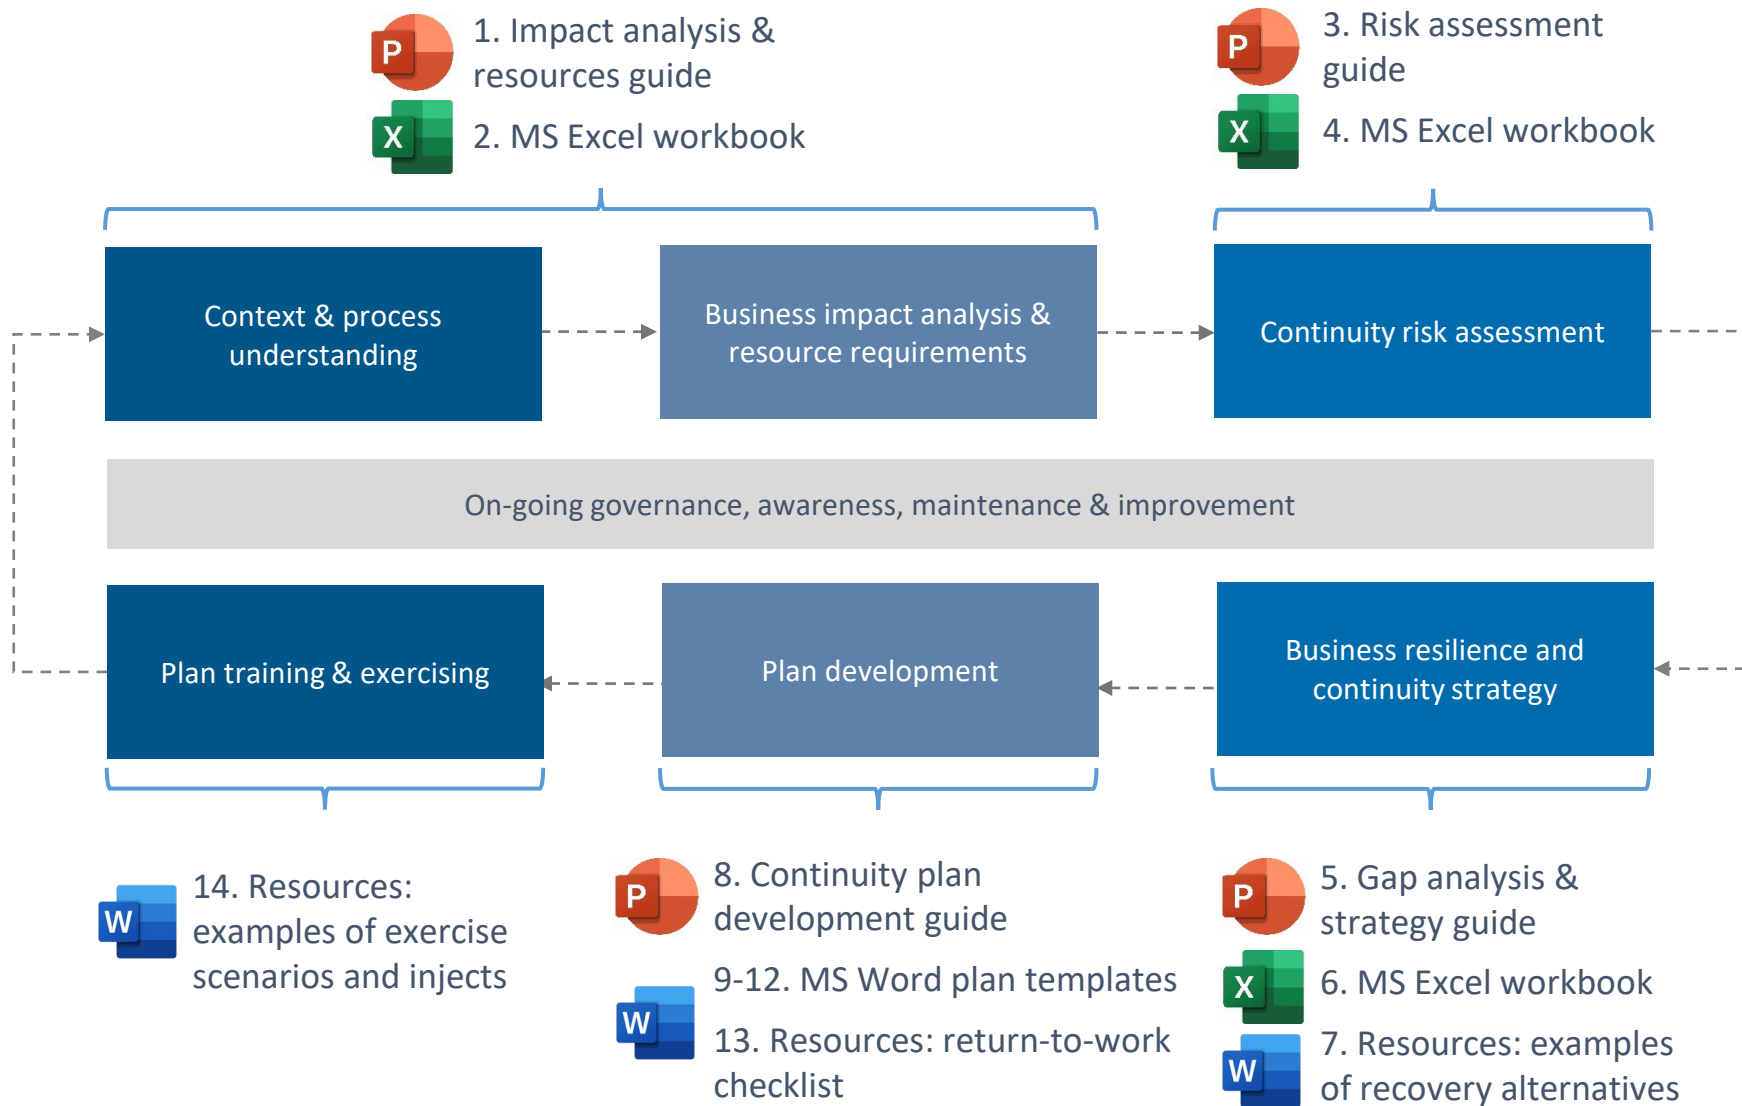 1. Impact analysis &
resources guide
2. MS Excel workbook
3. Risk assessment
guide
4. MS Excel workbook
P
X
P
X
Context & process
understanding
Business impact analysis &
resource requirements
Continuity risk assessment
On-going governance, awareness, maintenance & improvement
Plan training & exercising
Plan development
Business resilience and
continuity strategy
W
14. Resources:
examples of exercise
scenarios and injects
P
8. Continuity plan
development guide
W
9-12. MS Word plan templates
13. Resources: return-to-work
checklist
P
5. Gap analysis &
strategy guide
X
6. MS Excel workbook
W
7. Resources: examples
of recovery alternatives